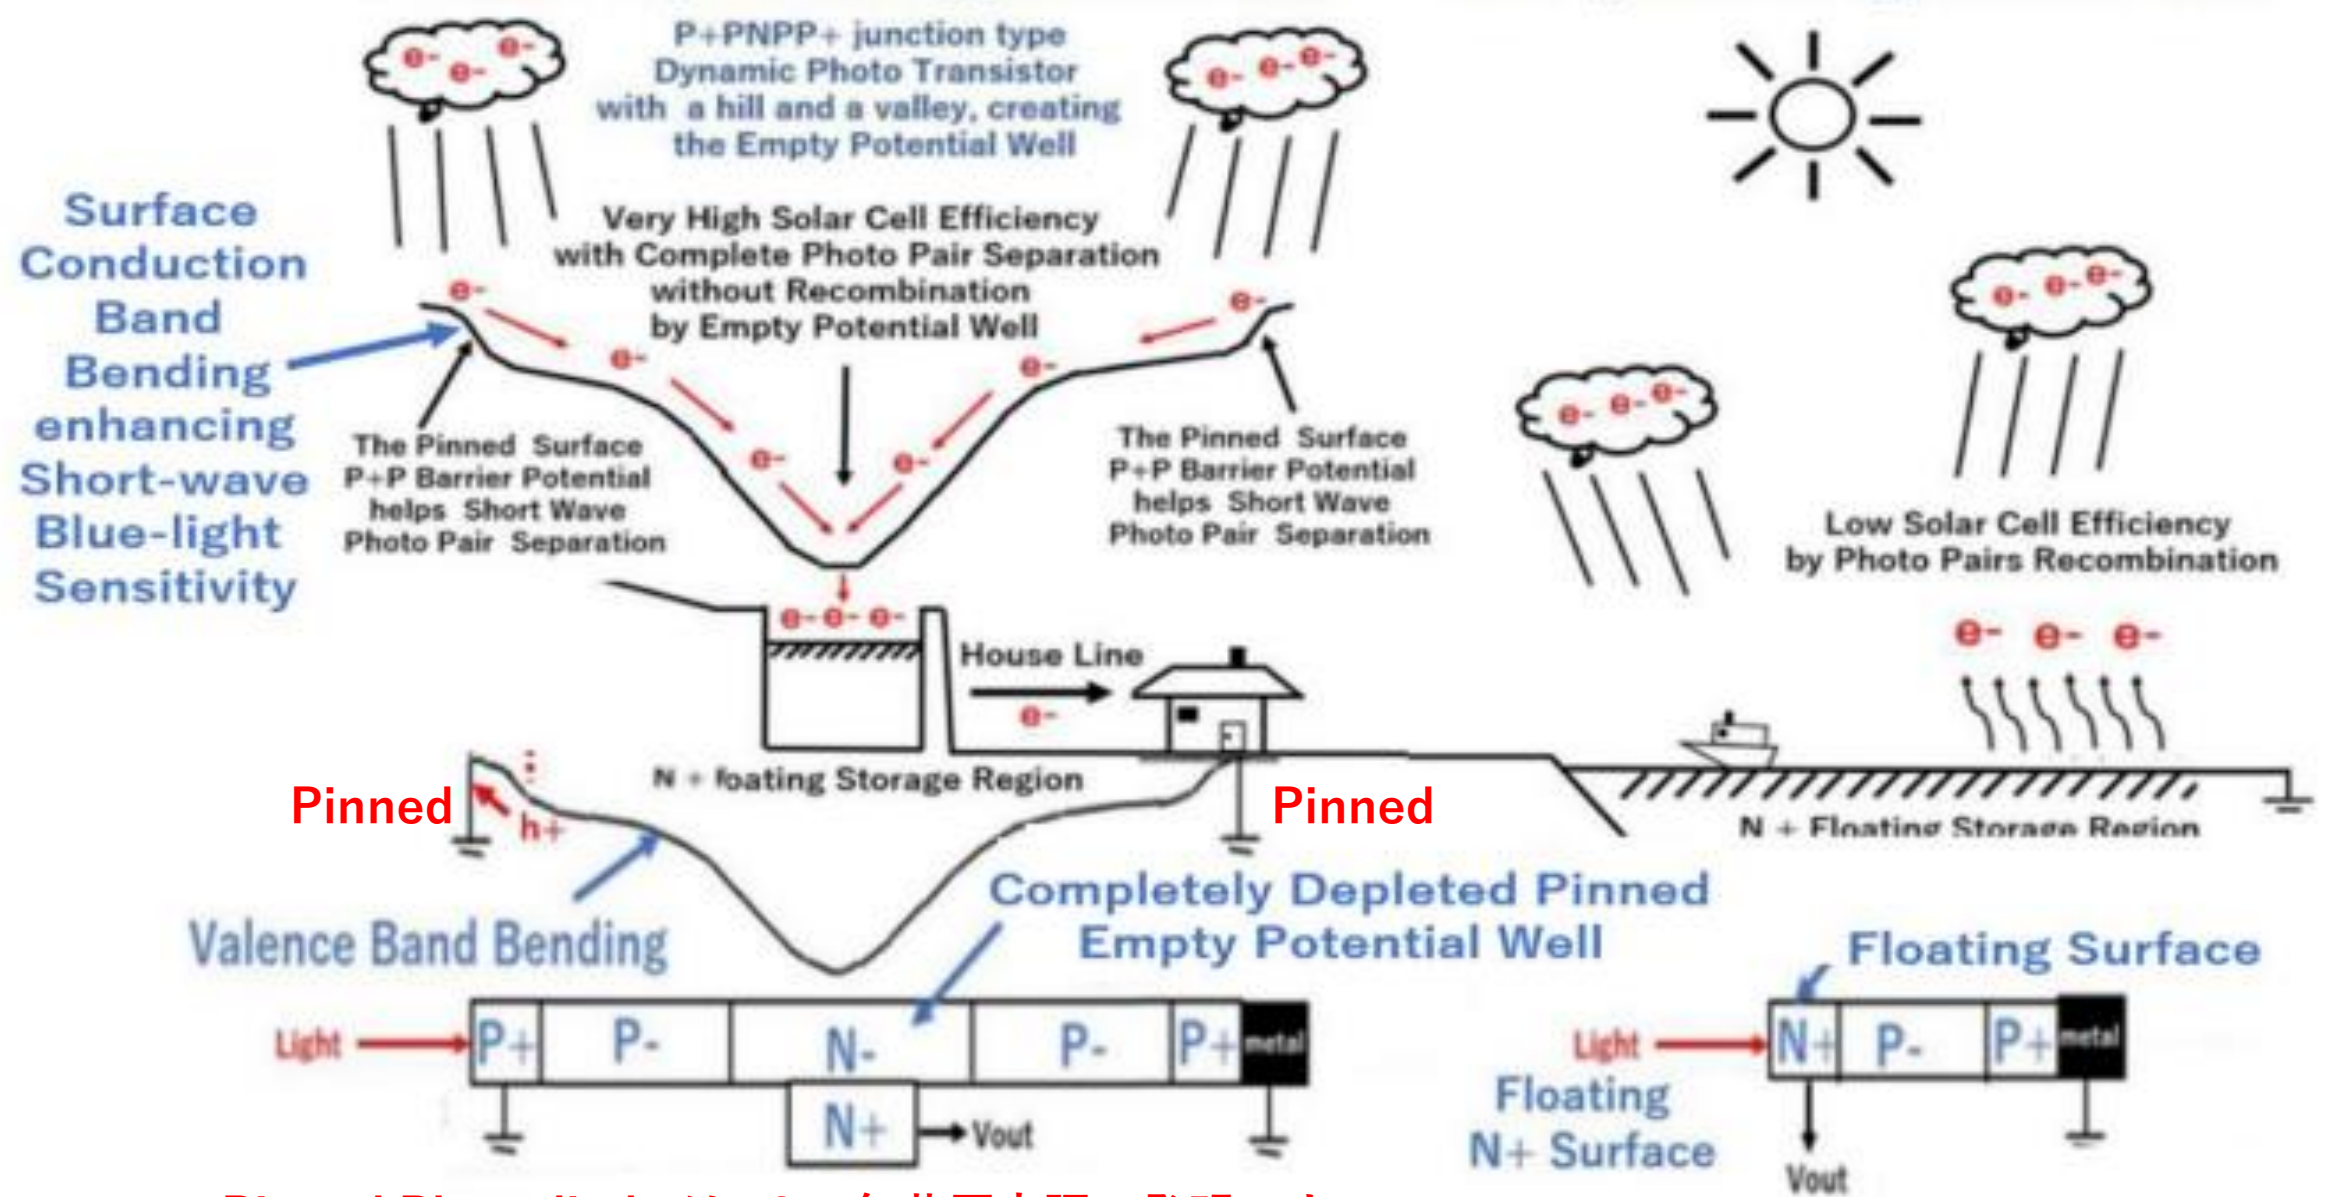 e- e- e-
P+PNPP+ junction type
Dynamic Photo Transistor
with a hill and a valley, creating
the Empty Potential Well
e- e- e-
Surface
Conduction
Band
Bending
enhancing
Short-wave
Blue-light
Sensitivity
Very High Solar Cell Efficiency
with Complete Photo Pair Separation
without Recombination
by Empty Potential Well
e-
e-
e-
e-
e-
e-
The Pinned Surface
P+P Barrier Potential
helps Short Wave
Photo Pair Separation
The Pinned Surface
P+P Barrier Potential
helps Short Wave
Photo Pair Separation
e- e- e-
e- e- e-
Low Solar Cell Efficiency
by Photo Pairs Recombination
e- e- e-
e- e- e-
House Line
e-
N + foating Storage Region
Pinned
h+
Pinned
N + Floating Storage Region
Valence Band Bending
Completely Depleted Pinned
Empty Potential Well
Floating Surface
Light
P+
P-
N-
P-
P+
metal
N+
Vout
Light
N+
P-
P+
metal
Floating
N+ Surface
Vout